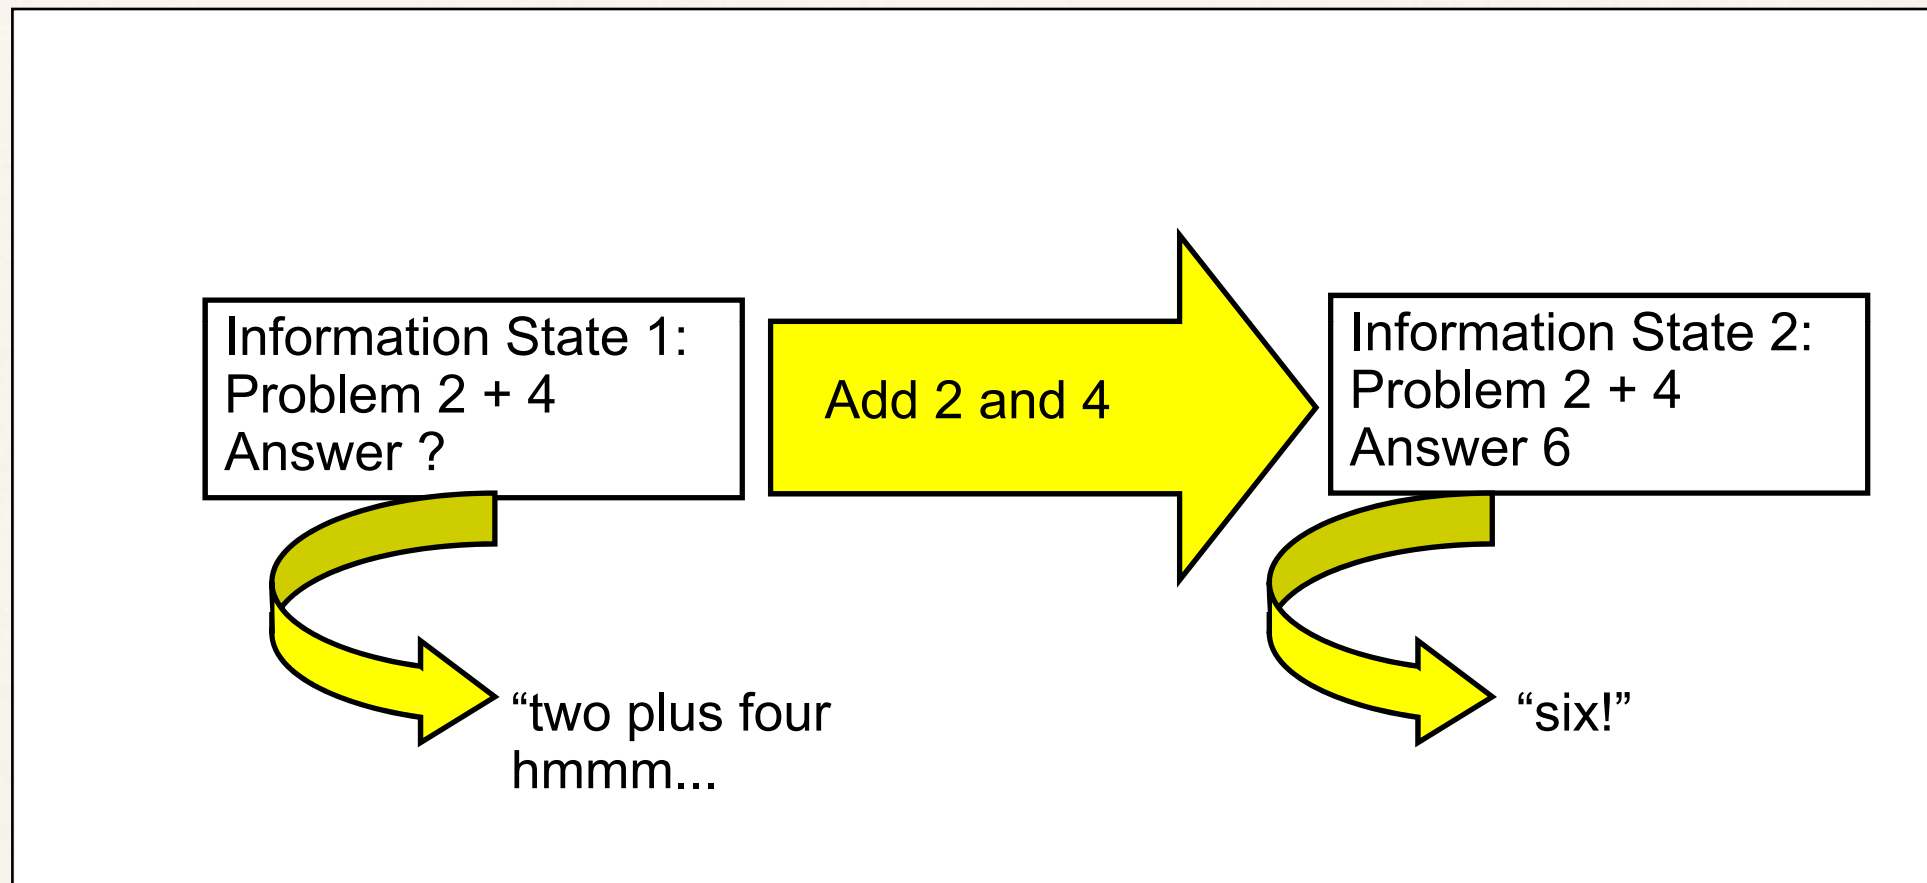 Information State 1:
Problem 2 + 4
Answer ?
Add 2 and 4
Information State 2:
Problem 2 + 4
Answer 6
“two plus four
hmmm...
“six!”